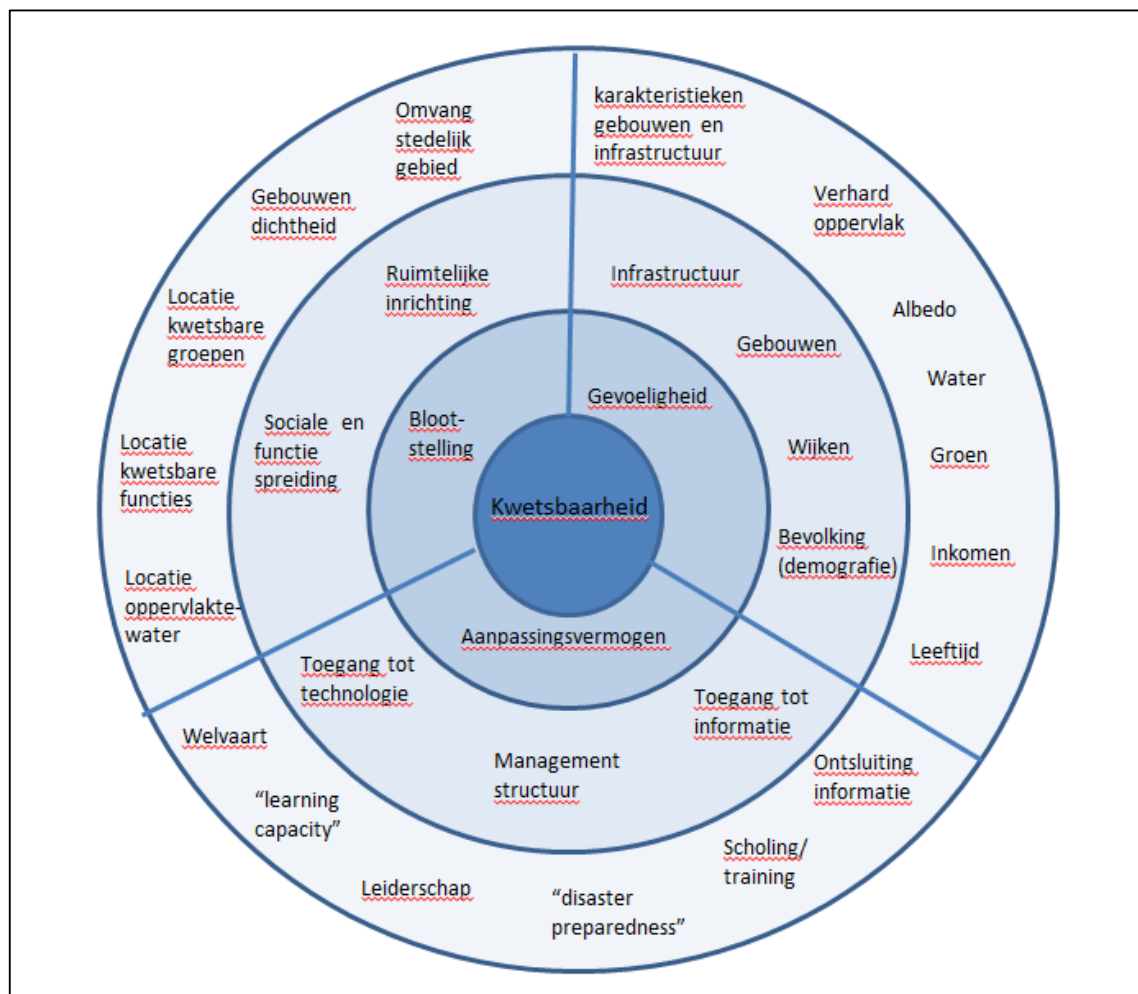 Omvang
stedelijk
gebied
karakteristieken
gebouwen en
infrastructuur
Gebouwen
dichtheid
Verhard
oppervlak
Ruimtelijke
inrichting
Infrastructuur
Locatie
kwetsbare
groepen
Albedo
Gebouwen
Water
Gevoeligheid
Bloot-
stelling
Sociale en
functie
spreiding
Wijken
Groen
Locatie
kwetsbare
functies
Kwetsbaarheid
Bevolking
(demografie)
Inkomen
Locatie
oppervlakte-
water
Aanpassingsvermogen
Leeftijd
Toegang tot
technologie
Toegang tot
informatie
Welvaart
Management
structuur
Ontsluiting
informatie
“learning
capacity”
Scholing/
training
Leiderschap
“disaster
preparedness”